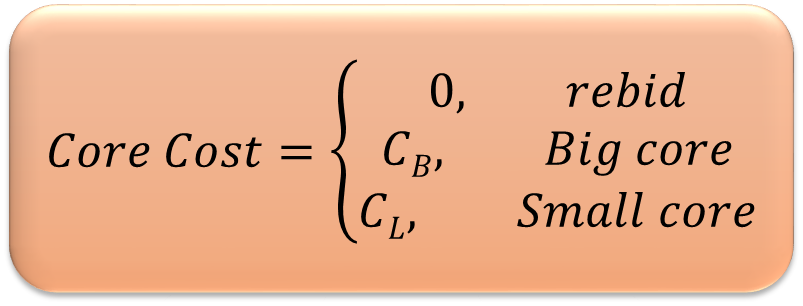 0, rebid
Core Cost = { C_B, Big core
C_L, Small core